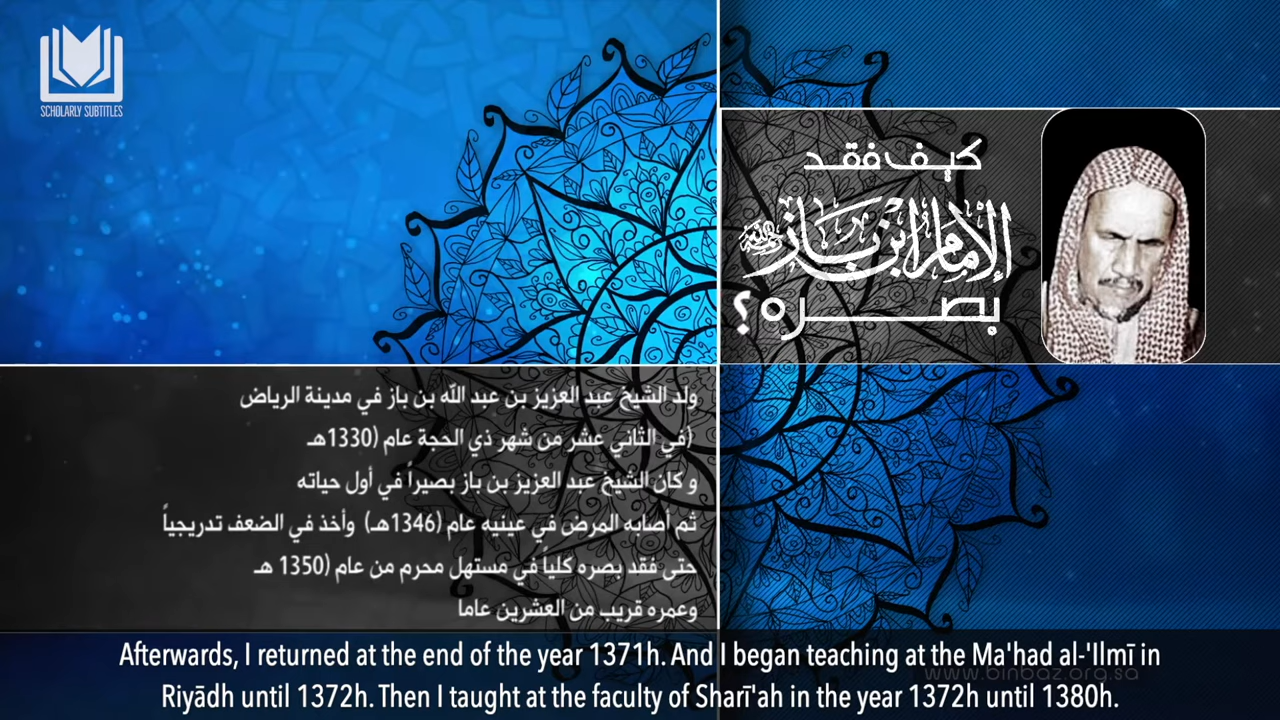 SCHOLARLY SUBTITLES
كيف فقد
الإمام ابن باز رحمه الله
بصره؟
ولد الشيخ عبد العزيز بن عبد الله بن باز في مدينة الرياض
(في الثاني عشر من شهر ذي الحجة عام (1330هـ
و كان الشيخ عبد العزيز بن باز بصيراً في أول حياته
ثم أصابه المرض في عينيه عام (1346هـ) وأخذ في الضعف تدريجياً
حتى فقد بصره كلياً في مستهل محرم من عام (1350 هـ
وعمره قريب من العشرين عاما
www.binbaz.org.sa
Afterwards, I returned at the end of the year 1371h. And I began teaching at the Ma'had al-'Ilmī in
Riyādh until 1372h. Then I taught at the faculty of Sharī'ah in the year 1372h until 1380h.